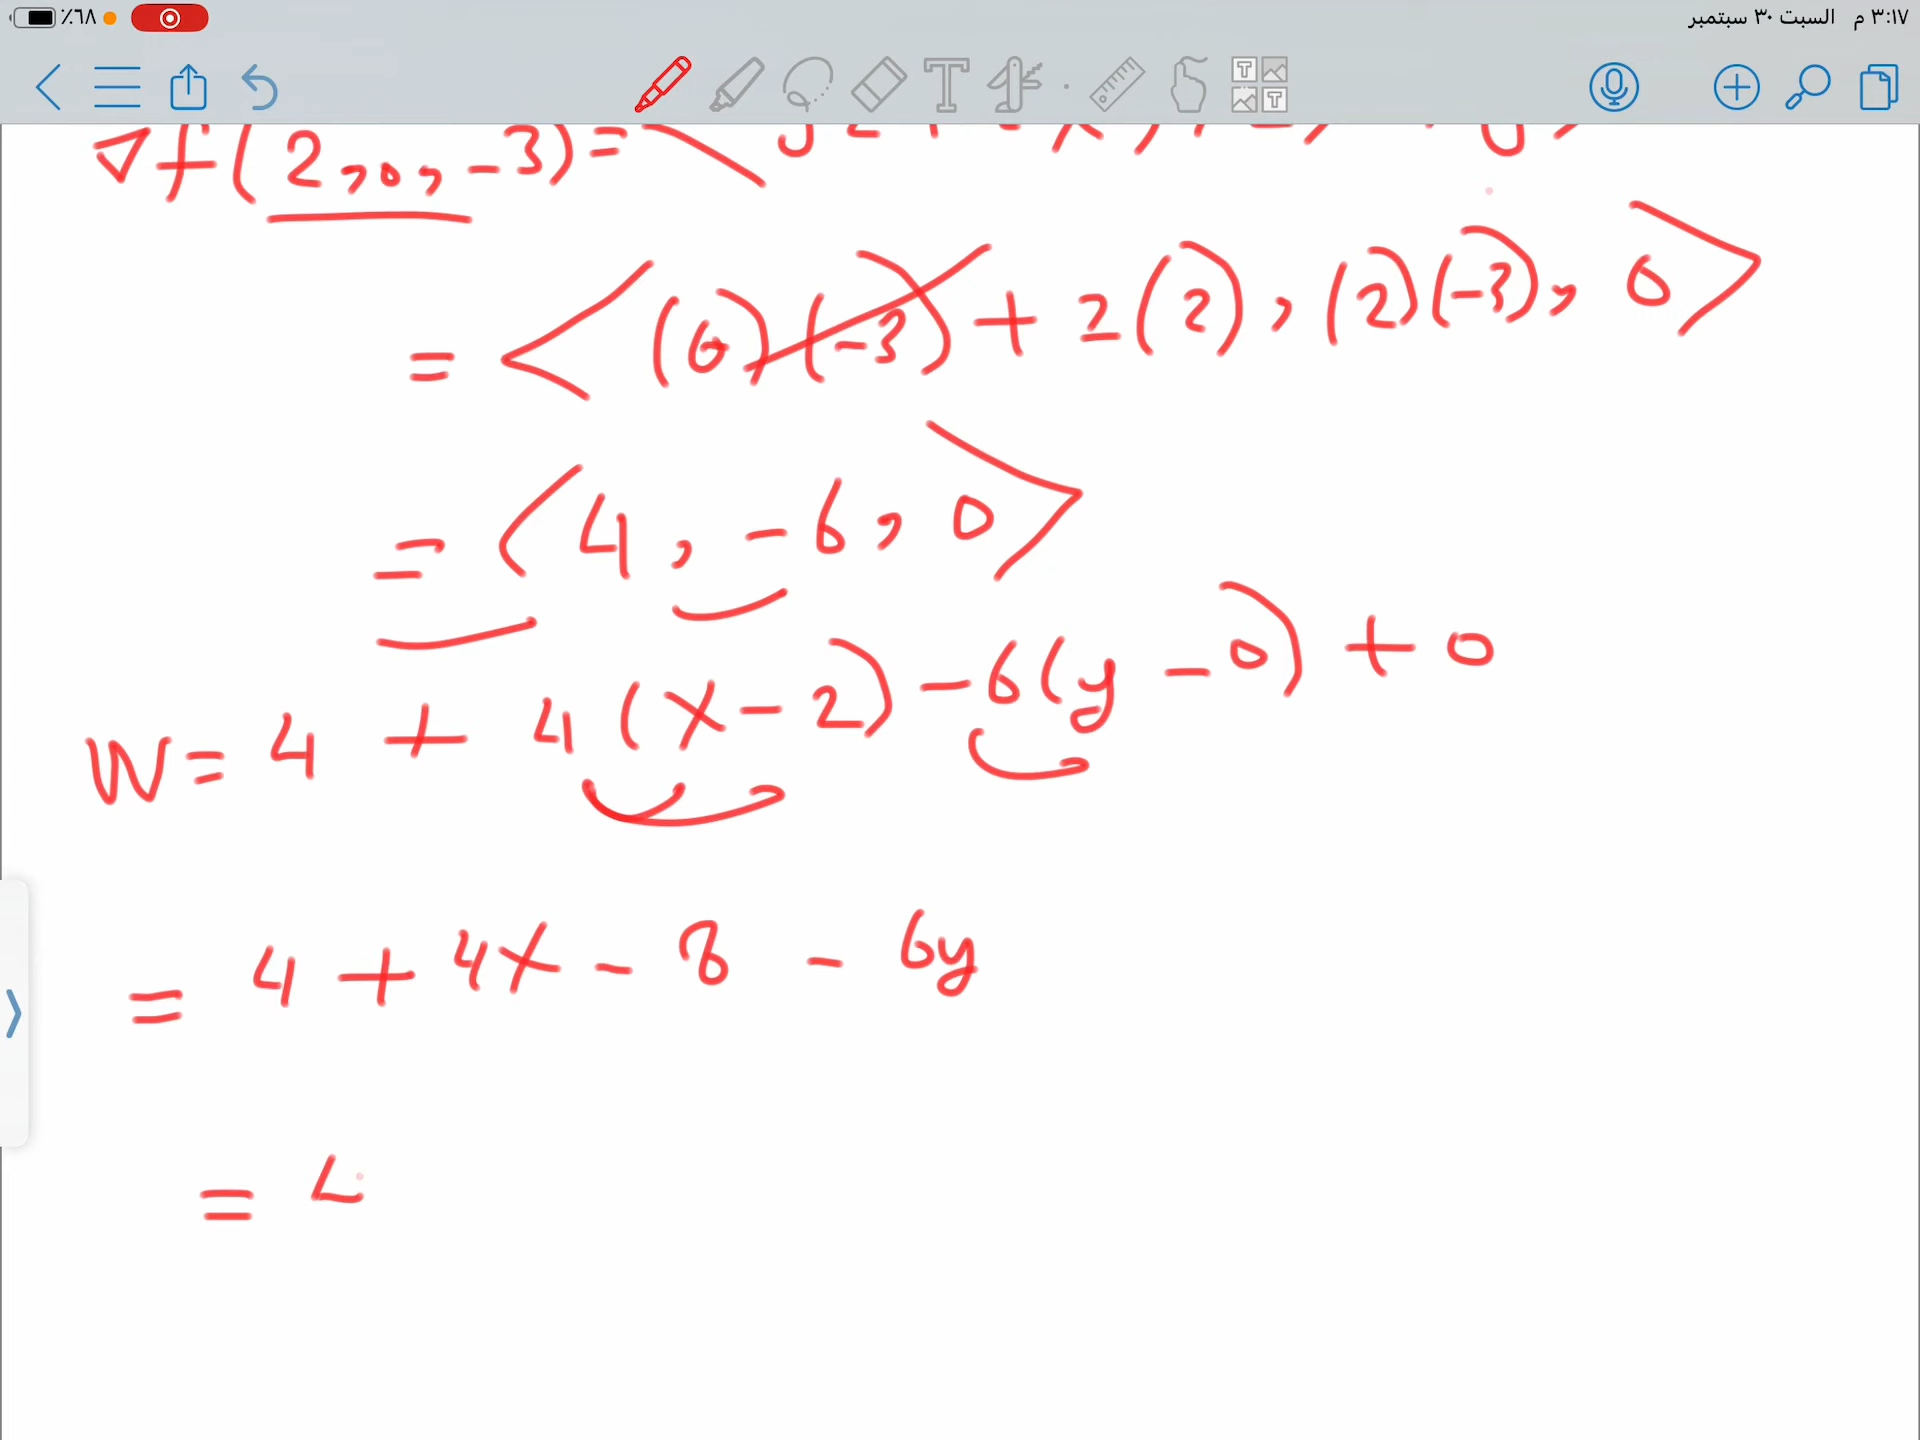 ٪٦٨ السبت ٣٠ سبتمبر ٣:١٧ م
∇f(2,0,-3)=
= <(0)(-3) + 2(2), (2)(-3), 0>
= <4, -6, 0>
W = 4 + 4(x-2) -6(y-0) + 0
= 4 + 4x - 8 - 6y
=